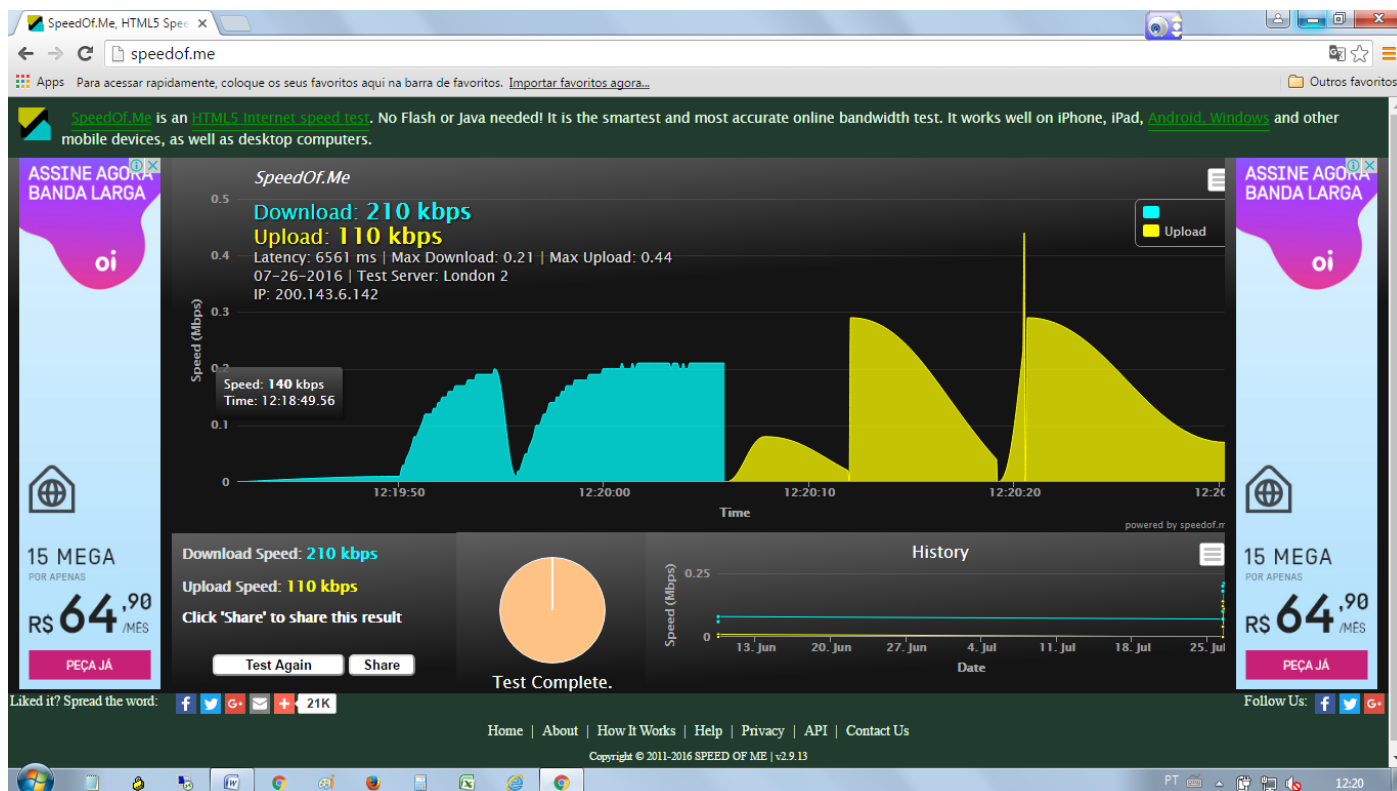 SpeedOf.Me, HTML5 Spee
speedof.me
Apps Para acessar rapidamente, coloque os seus favoritos aqui na barra de favoritos. Importar favoritos agora... Outros favoritos
SpeedOf.Me is an HTML5 Internet speed test. No Flash or Java needed! It is the smartest and most accurate online bandwidth test. It works well on iPhone, iPad, Android, Windows and other
mobile devices, as well as desktop computers.
ASSINE AGORA
BANDA LARGA
oi
15 MEGA
POR APENAS
R$ 64,90 /MÊS
PEÇA JÁ
SpeedOf.Me
Download: 210 kbps
Upload: 110 kbps
Latency: 6561 ms | Max Download: 0.21 | Max Upload: 0.44
07-26-2016 | Test Server: London 2
IP: 200.143.6.142
Upload
Speed (Mbps)
0.5
0.4
0.3
0.2
0.1
0
Speed: 140 kbps
Time: 12:18:49.56
12:19:50 12:20:00 12:20:10 12:20:20 12:20
Time
powered by speedof.m
Download Speed: 210 kbps
Upload Speed: 110 kbps
Click 'Share' to share this result
Test Again Share
Test Complete.
History
Speed (Mbps)
0.25
0
13. Jun 20. Jun 27. Jun 4. Jul 11. Jul 18. Jul 25. Jul
Date
ASSINE AGORA
BANDA LARGA
oi
15 MEGA
POR APENAS
R$ 64,90 /MÊS
PEÇA JÁ
Liked it? Spread the word: 21K Follow Us:
Home | About | How It Works | Help | Privacy | API | Contact Us
Copyright © 2011-2016 SPEED OF ME | v2.9.13
PT 12:20